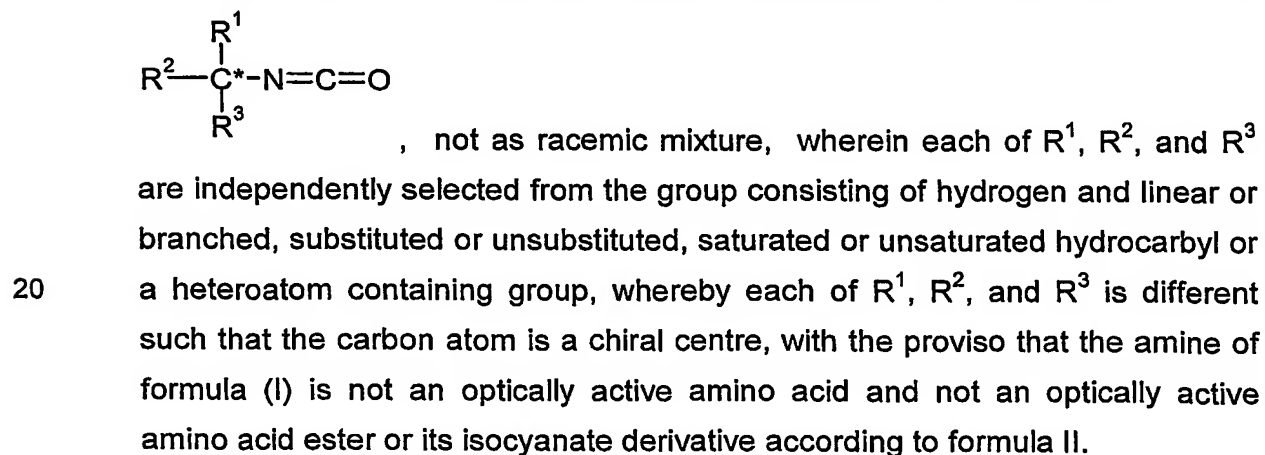 R¹
R²—C*-N=C=O
R³
, not as racemic mixture, wherein each of R¹, R², and R³
are independently selected from the group consisting of hydrogen and linear or
branched, substituted or unsubstituted, saturated or unsaturated hydrocarbyl or
20 a heteroatom containing group, whereby each of R¹, R², and R³ is different
such that the carbon atom is a chiral centre, with the proviso that the amine of
formula (I) is not an optically active amino acid and not an optically active
amino acid ester or its isocyanate derivative according to formula II.